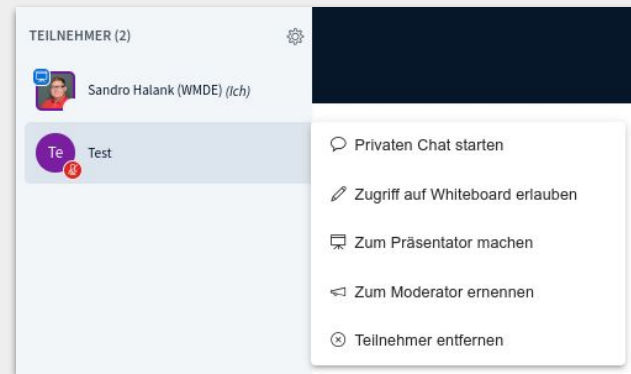 TEILNEHMER (2)
Sandro Halank (WMDE) (Ich)
Te
Test
Privaten Chat starten
Zugriff auf Whiteboard erlauben
Zum Präsentator machen
Zum Moderator ernennen
Teilnehmer entfernen